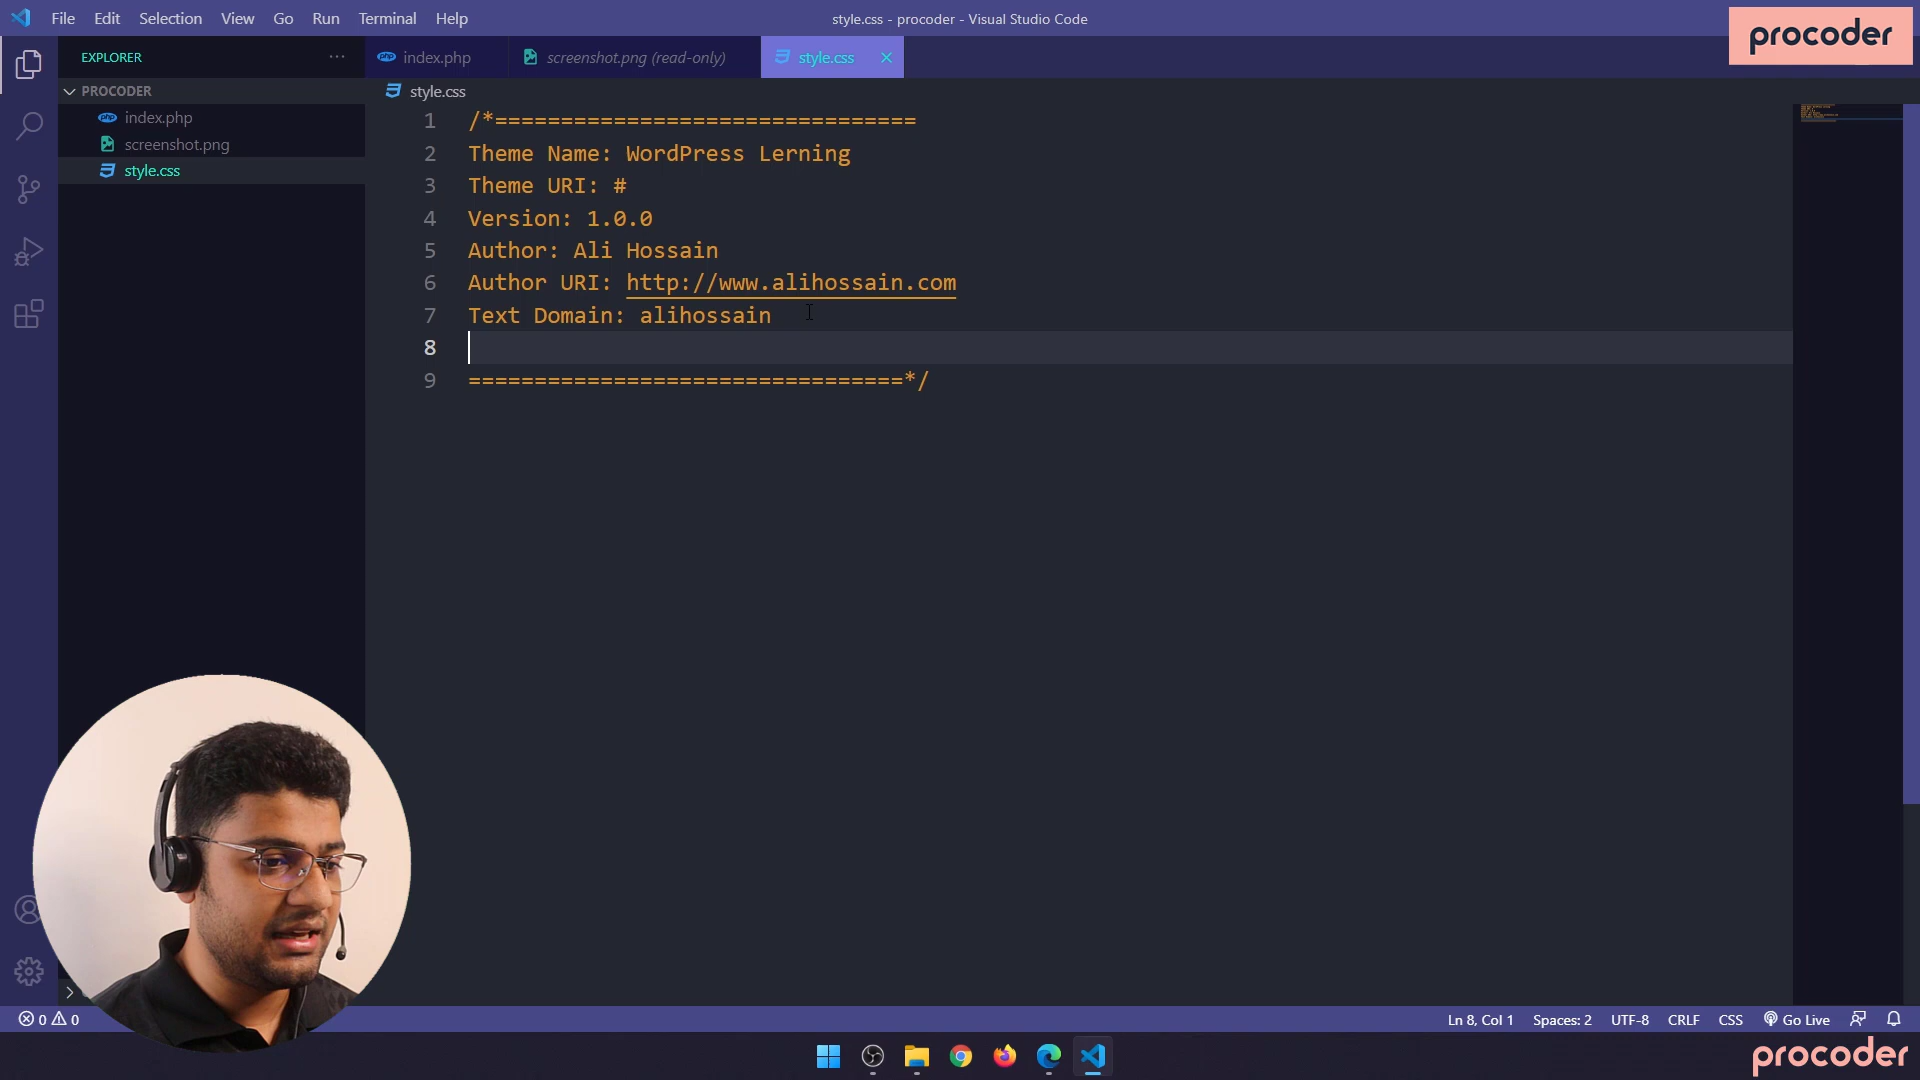 File Edit Selection View Go Run Terminal Help
style.css - procoder - Visual Studio Code
procoder
EXPLORER
PROCODER
index.php
screenshot.png
style.css
index.php
screenshot.png (read-only)
style.css
style.css
1 /*================================
2 Theme Name: WordPress Lerning
3 Theme URI: #
4 Version: 1.0.0
5 Author: Ali Hossain
6 Author URI: http://www.alihossain.com
7 Text Domain: alihossain
8
9 =================================*/
0 0
Ln 8, Col 1 Spaces: 2 UTF-8 CRLF CSS Go Live
procoder